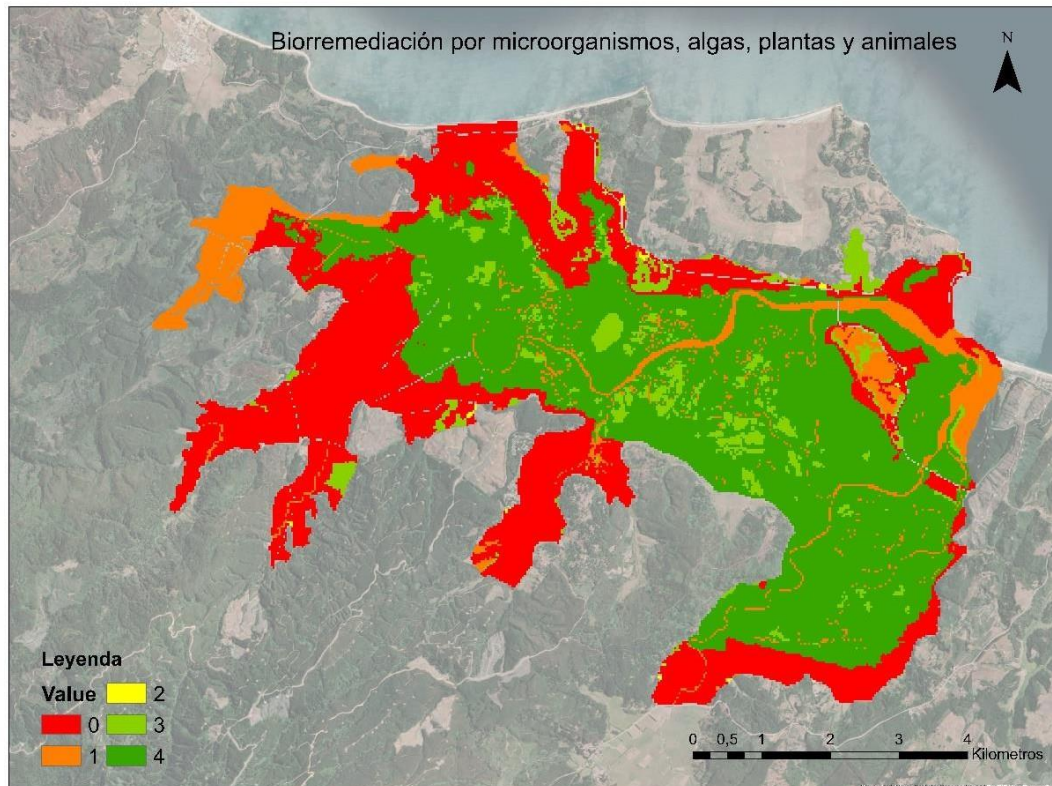 Biorremediación por microorganismos, algas, plantas y animales
N
Leyenda
Value
2
0
3
1
4
0 0,5 1 2 3 4
Kilometros